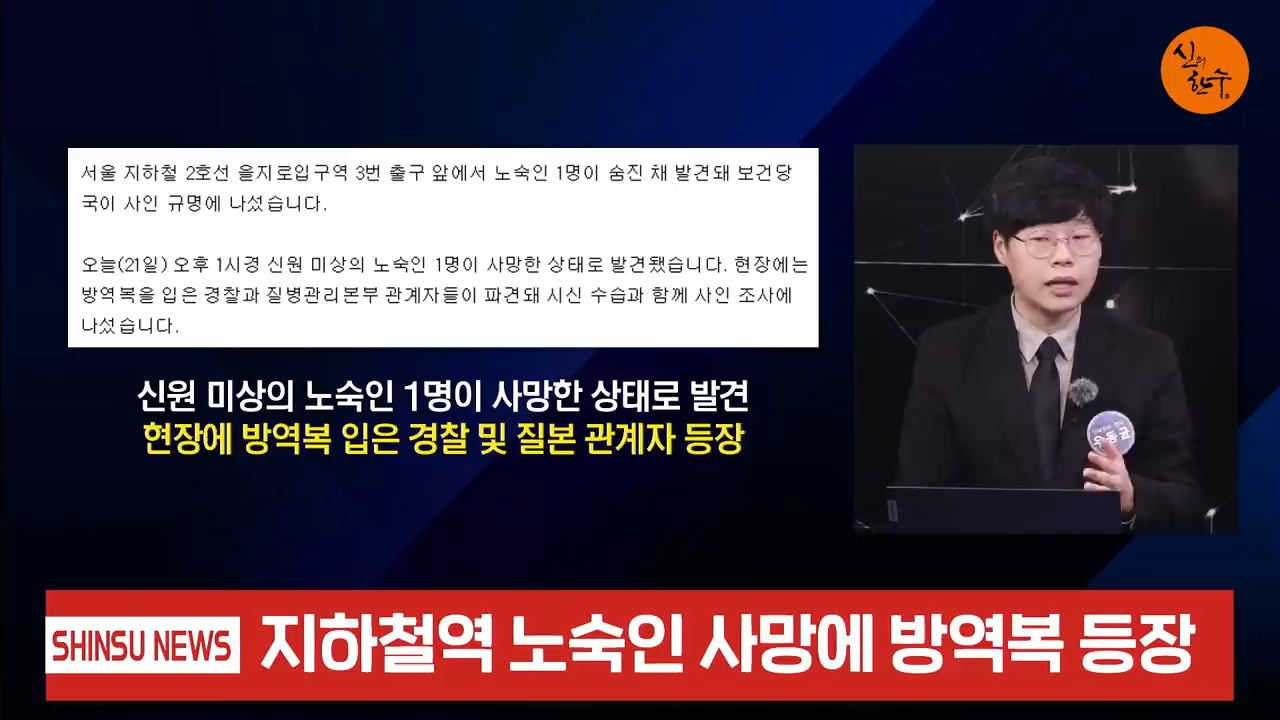 신의
한수
서울 지하철 2호선 을지로입구역 3번 출구 앞에서 노숙인 1명이 숨진 채 발견돼 보건당
국이 사인 규명에 나섰습니다.
오늘(21일) 오후 1시경 신원 미상의 노숙인 1명이 사망한 상태로 발견됐습니다. 현장에는
방역복을 입은 경찰과 질병관리본부 관계자들이 파견돼 시신 수습과 함께 사인 조사에
나섰습니다.
신원 미상의 노숙인 1명이 사망한 상태로 발견
현장에 방역복 입은 경찰 및 질본 관계자 등장
SHINSU NEWS
지하철역 노숙인 사망에 방역복 등장